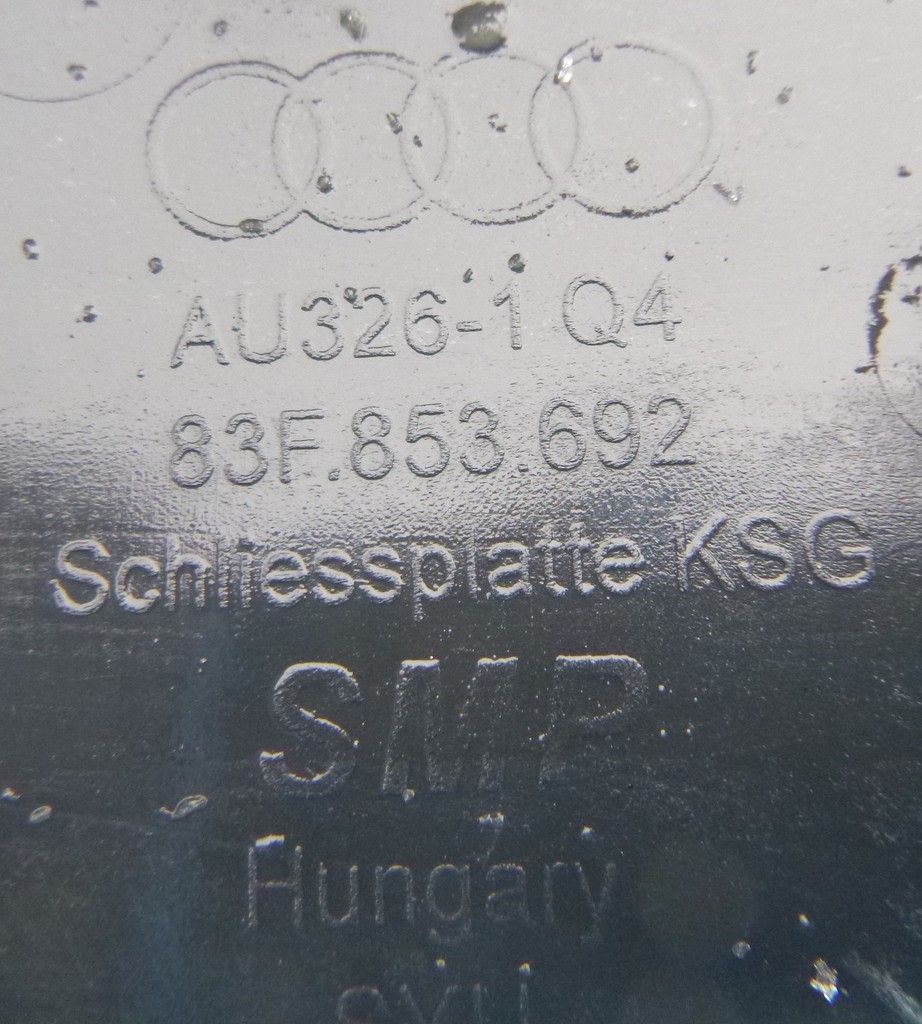 AU326-1 Q4
83F.853.692
Schliessplatte KSG
SMP
Hungary